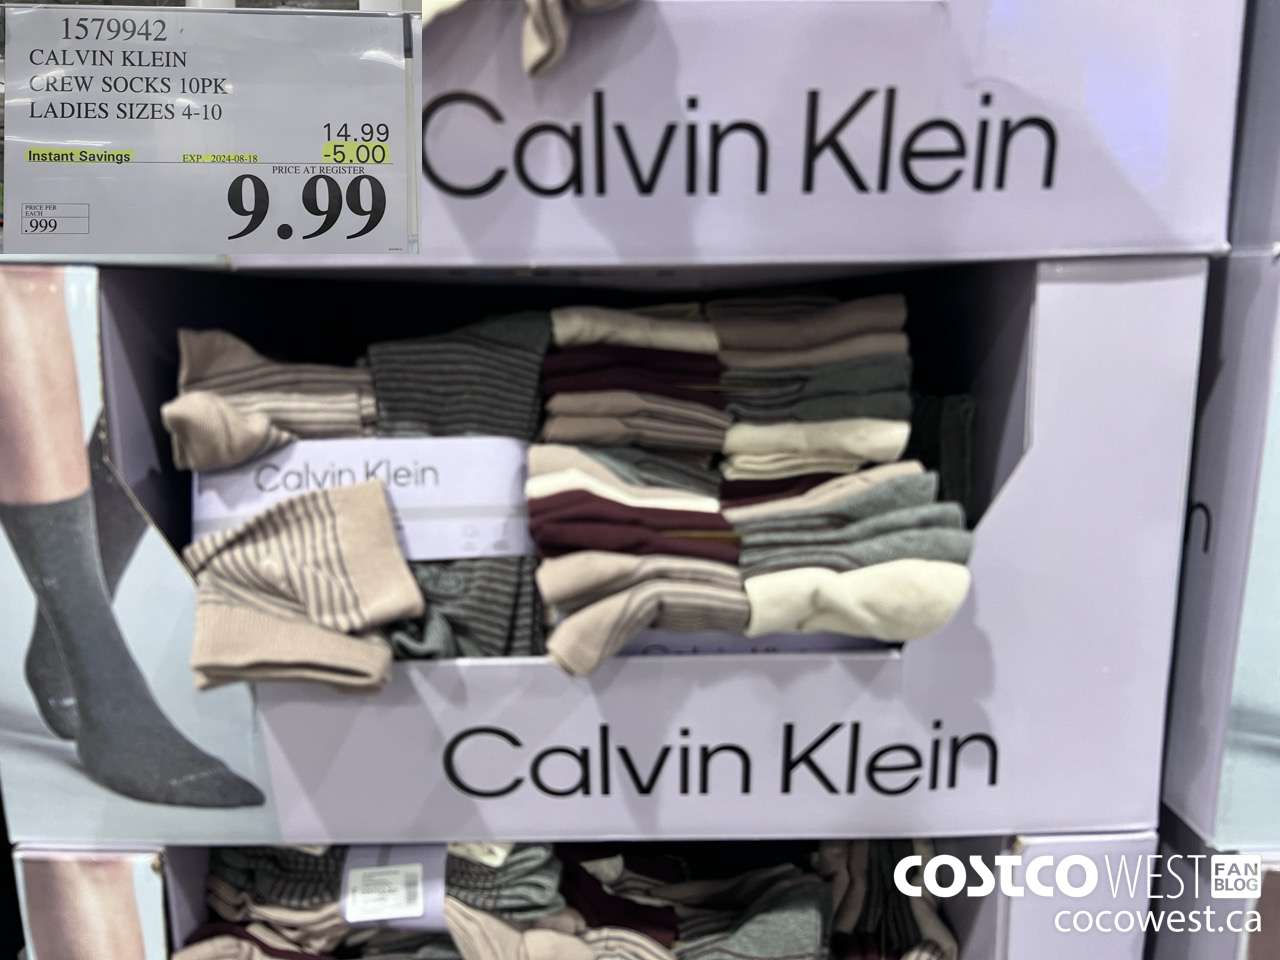 1579942
CALVIN KLEIN
CREW SOCKS 10PK
LADIES SIZES 4-10
14.99
Instant Savings EXP. 2024-08-18 -5.00
PRICE AT REGISTER
9.99
PRICE PER
EACH
.999
Calvin Klein
Calvin Klein
Calvin Klein
n
COSTCO WEST FAN BLOG
cocowest.ca